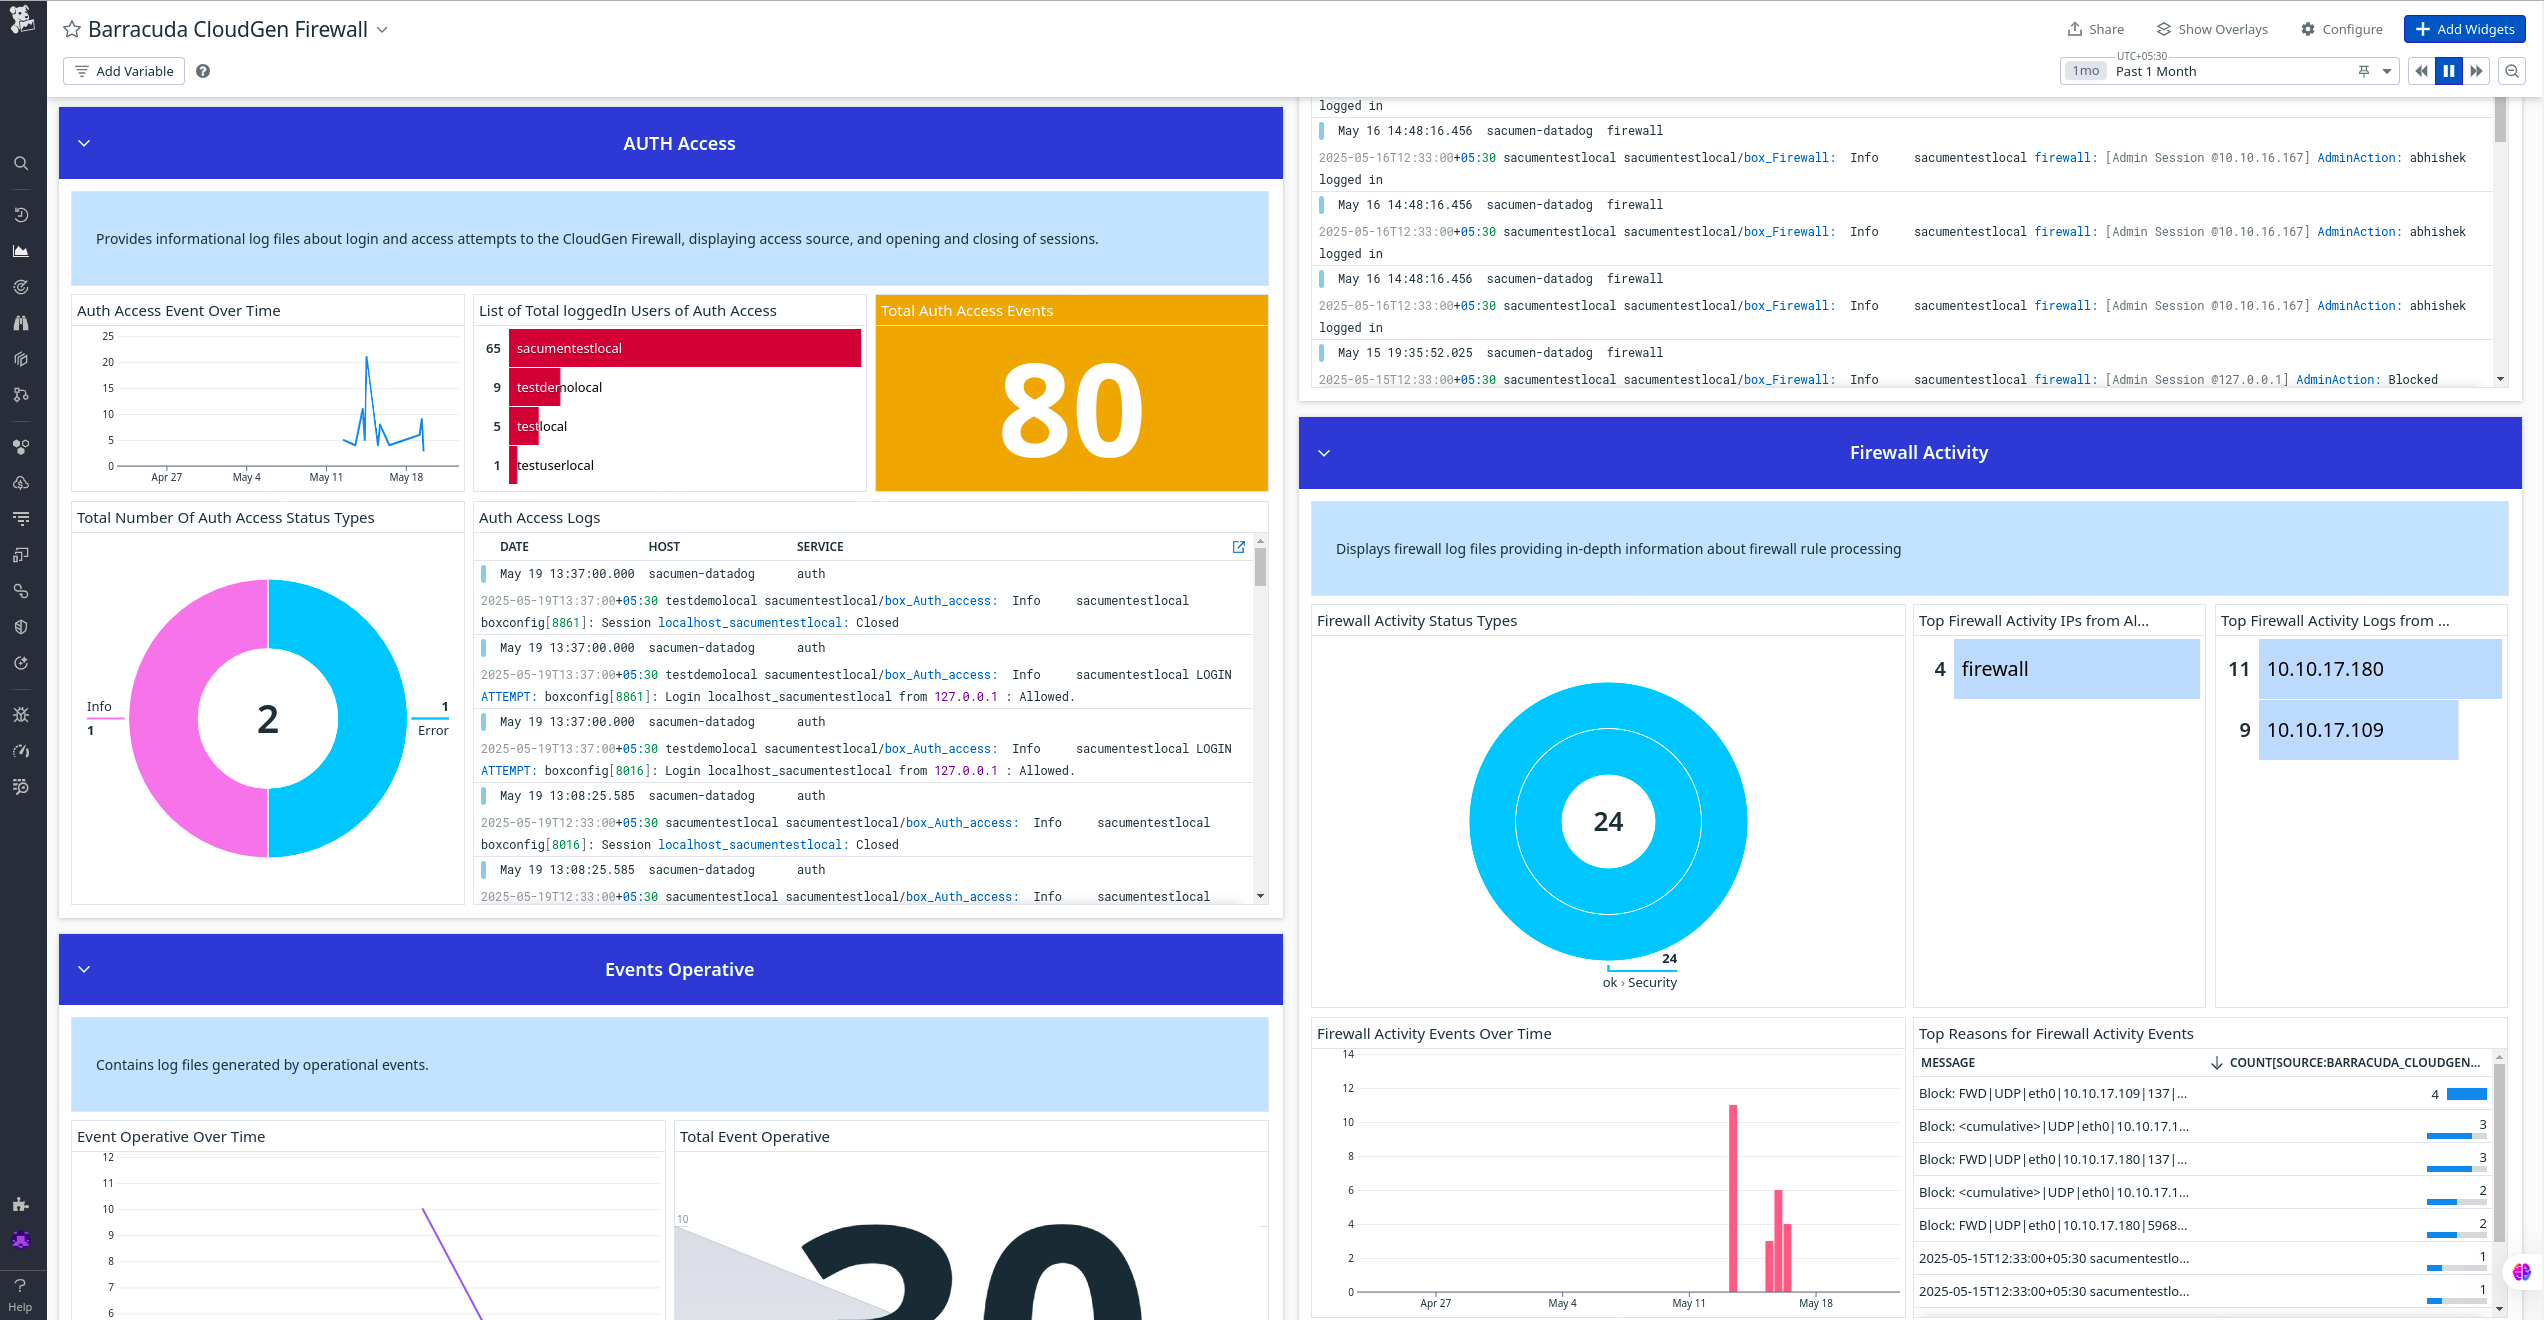 Barracuda CloudGen Firewall
Share
Show Overlays
Configure
Add Widgets
Add Variable
UTC+05:30
1mo Past 1 Month
AUTH Access
Provides informational log files about login and access attempts to the CloudGen Firewall, displaying access source, and opening and closing of sessions.
Auth Access Event Over Time
25
20
15
10
5
0
Apr 27
May 4
May 11
May 18
List of Total loggedIn Users of Auth Access
65 sacumentestlocal
9 testdemolocal
5 testlocal
1 testuserlocal
Total Auth Access Events
80
Total Number Of Auth Access Status Types
Info
1
2
1
Error
Auth Access Logs
DATE HOST SERVICE
May 19 13:37:00.000 sacumen-datadog auth
2025-05-19T13:37:00+05:30 testdemolocal sacumentestlocal/box_Auth_access: Info sacumentestlocal
boxconfig[8861]: Session localhost_sacumentestlocal: Closed
May 19 13:37:00.000 sacumen-datadog auth
2025-05-19T13:37:00+05:30 testdemolocal sacumentestlocal/box_Auth_access: Info sacumentestlocal LOGIN
ATTEMPT: boxconfig[8861]: Login localhost_sacumentestlocal from 127.0.0.1 : Allowed.
May 19 13:37:00.000 sacumen-datadog auth
2025-05-19T13:37:00+05:30 testdemolocal sacumentestlocal/box_Auth_access: Info sacumentestlocal LOGIN
ATTEMPT: boxconfig[8016]: Login localhost_sacumentestlocal from 127.0.0.1 : Allowed.
May 19 13:08:25.585 sacumen-datadog auth
2025-05-19T12:33:00+05:30 sacumentestlocal sacumentestlocal/box_Auth_access: Info sacumentestlocal
boxconfig[8016]: Session localhost_sacumentestlocal: Closed
May 19 13:08:25.585 sacumen-datadog auth
2025-05-19T12:33:00+05:30 sacumentestlocal sacumentestlocal/box_Auth_access: Info sacumentestlocal
Events Operative
Contains log files generated by operational events.
Event Operative Over Time
12
11
10
9
8
7
6
Total Event Operative
10
30
logged in
May 16 14:48:16.456 sacumen-datadog firewall
2025-05-16T12:33:00+05:30 sacumentestlocal sacumentestlocal/box_Firewall: Info sacumentestlocal firewall: [Admin Session @10.10.16.167] AdminAction: abhishek
logged in
May 16 14:48:16.456 sacumen-datadog firewall
2025-05-16T12:33:00+05:30 sacumentestlocal sacumentestlocal/box_Firewall: Info sacumentestlocal firewall: [Admin Session @10.10.16.167] AdminAction: abhishek
logged in
May 16 14:48:16.456 sacumen-datadog firewall
2025-05-16T12:33:00+05:30 sacumentestlocal sacumentestlocal/box_Firewall: Info sacumentestlocal firewall: [Admin Session @10.10.16.167] AdminAction: abhishek
logged in
May 15 19:35:52.025 sacumen-datadog firewall
2025-05-15T12:33:00+05:30 sacumentestlocal sacumentestlocal/box_Firewall: Info sacumentestlocal firewall: [Admin Session @127.0.0.1] AdminAction: Blocked
Firewall Activity
Displays firewall log files providing in-depth information about firewall rule processing
Firewall Activity Status Types
24
24
ok › Security
Top Firewall Activity IPs from Al...
4 firewall
Top Firewall Activity Logs from ...
11 10.10.17.180
9 10.10.17.109
Firewall Activity Events Over Time
14
12
10
8
6
4
2
0
Apr 27
May 4
May 11
May 18
Top Reasons for Firewall Activity Events
MESSAGE COUNT[SOURCE:BARRACUDA_CLOUDGEN...
Block: FWD|UDP|eth0|10.10.17.109|137|... 4
Block: <cumulative>|UDP|eth0|10.10.17.1... 3
Block: FWD|UDP|eth0|10.10.17.180|137|... 3
Block: <cumulative>|UDP|eth0|10.10.17.1... 2
Block: FWD|UDP|eth0|10.10.17.180|5968... 2
2025-05-15T12:33:00+05:30 sacumentestlo... 1
2025-05-15T12:33:00+05:30 sacumentestlo... 1
Help